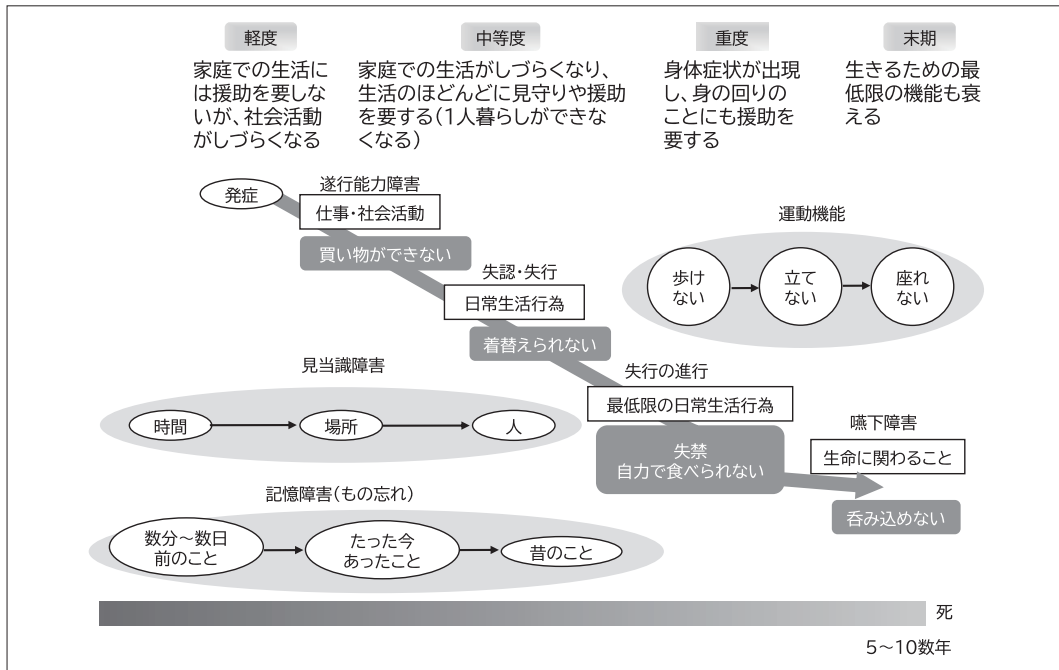 軽度
家庭での生活に
は援助を要しな
いが、社会活動
がしづらくなる
中等度
家庭での生活がしづらくなり、
生活のほどんどに見守りや援助
を要する（1人暮らしができな
くなる）
重度
身体症状が出現
し、身の回りの
ことにも援助を
要する
末期
生きるための最
低限の機能も衰
える
発症
遂行能力障害
仕事・社会活動
買い物ができない
失認・失行
日常生活行為
着替えられない
失行の進行
最低限の日常生活行為
失禁
自力で食べられない
嚥下障害
生命に関わること
呑み込めない
運動機能
歩け
ない
立て
ない
座れ
ない
見当識障害
時間
場所
人
記憶障害（もの忘れ）
数分～数日
前のこと
たった今
あったこと
昔のこと
死
5～10数年